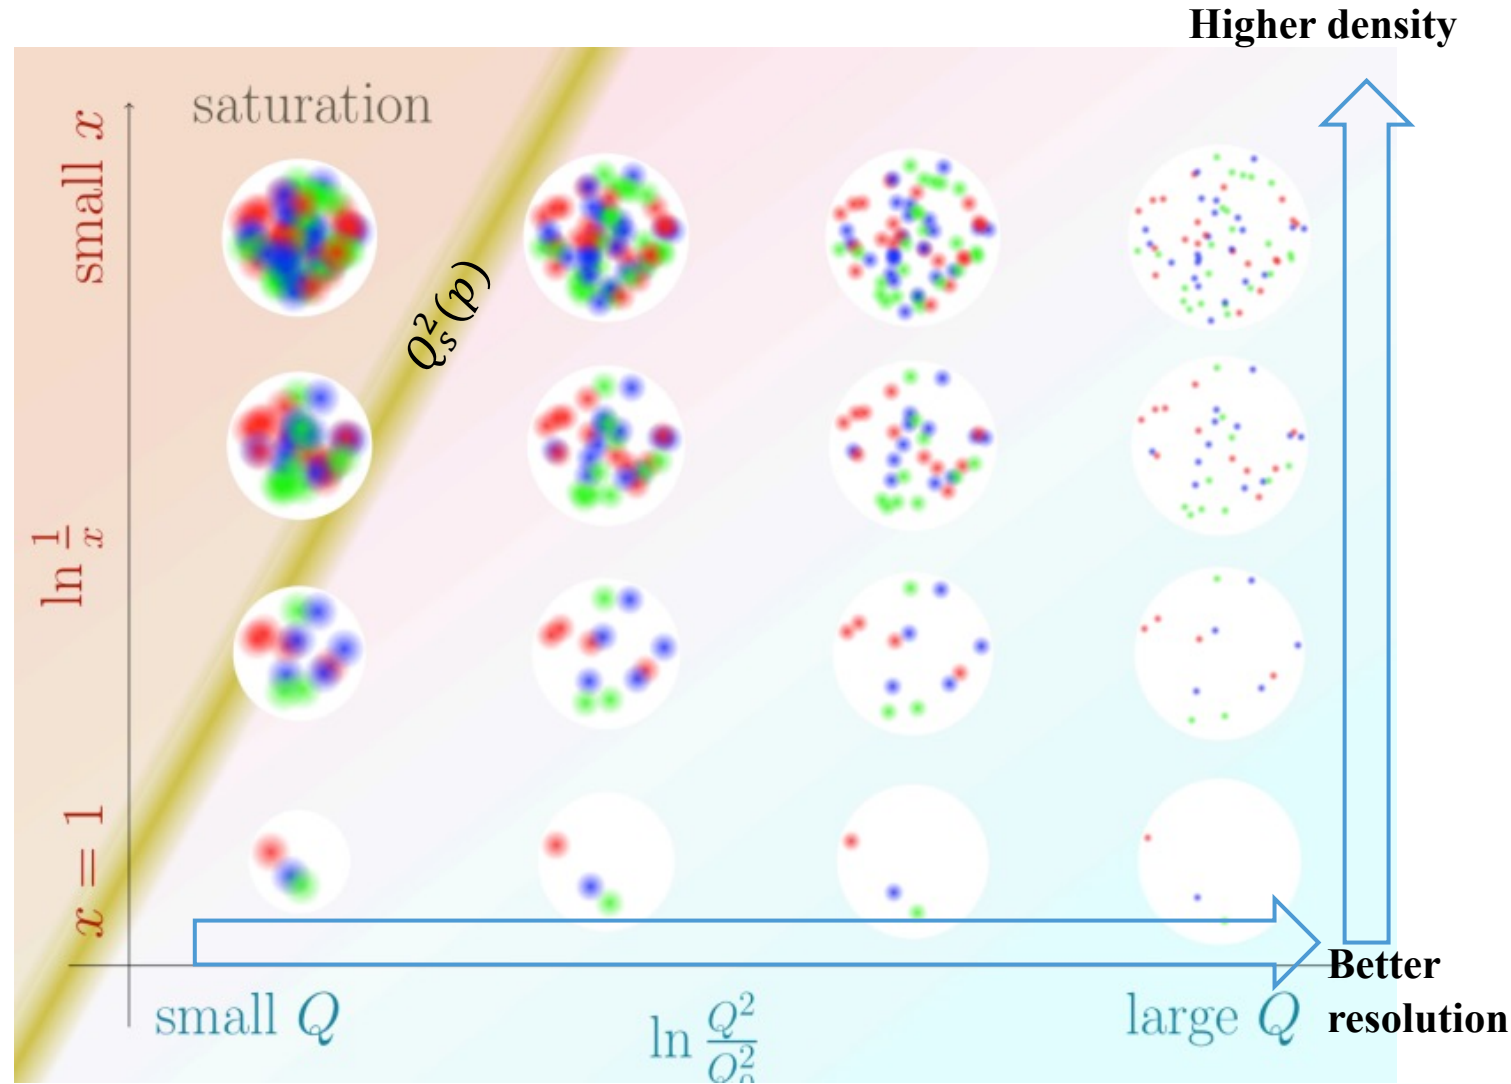 Higher density
saturation
small x
Q_s^2(p)
ln 1/x
x = 1
Better
resolution
small Q
ln Q^2/Q_0^2
large Q